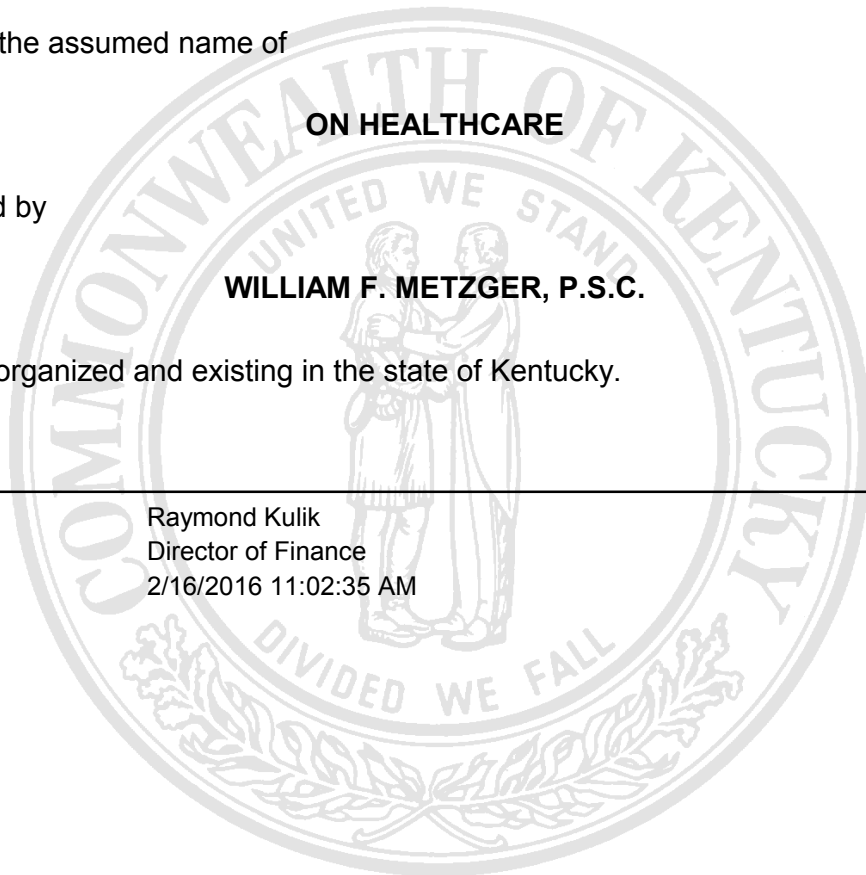 the assumed name of
ON HEALTHCARE
d by
WILLIAM F. METZGER, P.S.C.
organized and existing in the state of Kentucky.
Raymond Kulik
Director of Finance
2/16/2016 11:02:35 AM
COMMONWEALTH OF KENTUCKY
UNITED WE STAND
DIVIDED WE FALL